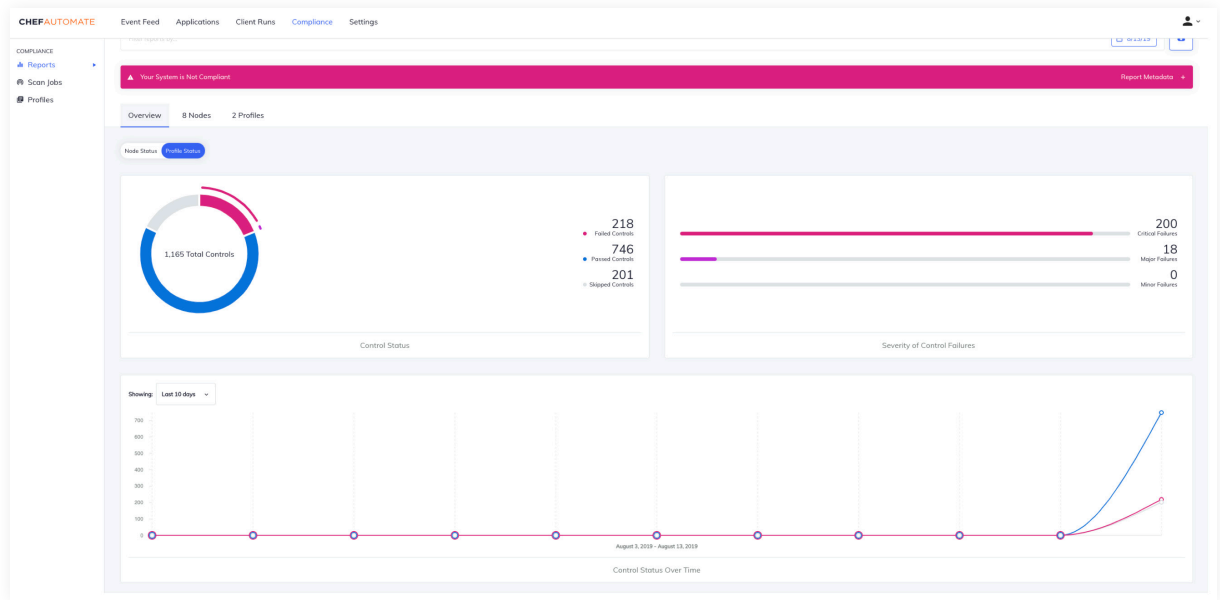 CHEFAUTOMATE Event Feed Applications Client Runs Compliance Settings
COMPLIANCE
Reports
Scan Jobs
Profiles
8/13/19
Your System is Not Compliant Report Metadata +
Overview 8 Nodes 2 Profiles
Node Status Profile Status
1,165 Total Controls
218
Failed Controls
746
Passed Controls
201
Skipped Controls
Control Status
200
Critical Failures
18
Major Failures
0
Minor Failures
Severity of Control Failures
Showing: Last 10 days
700
600
500
400
300
200
100
0
August 3, 2019 - August 13, 2019
Control Status Over Time